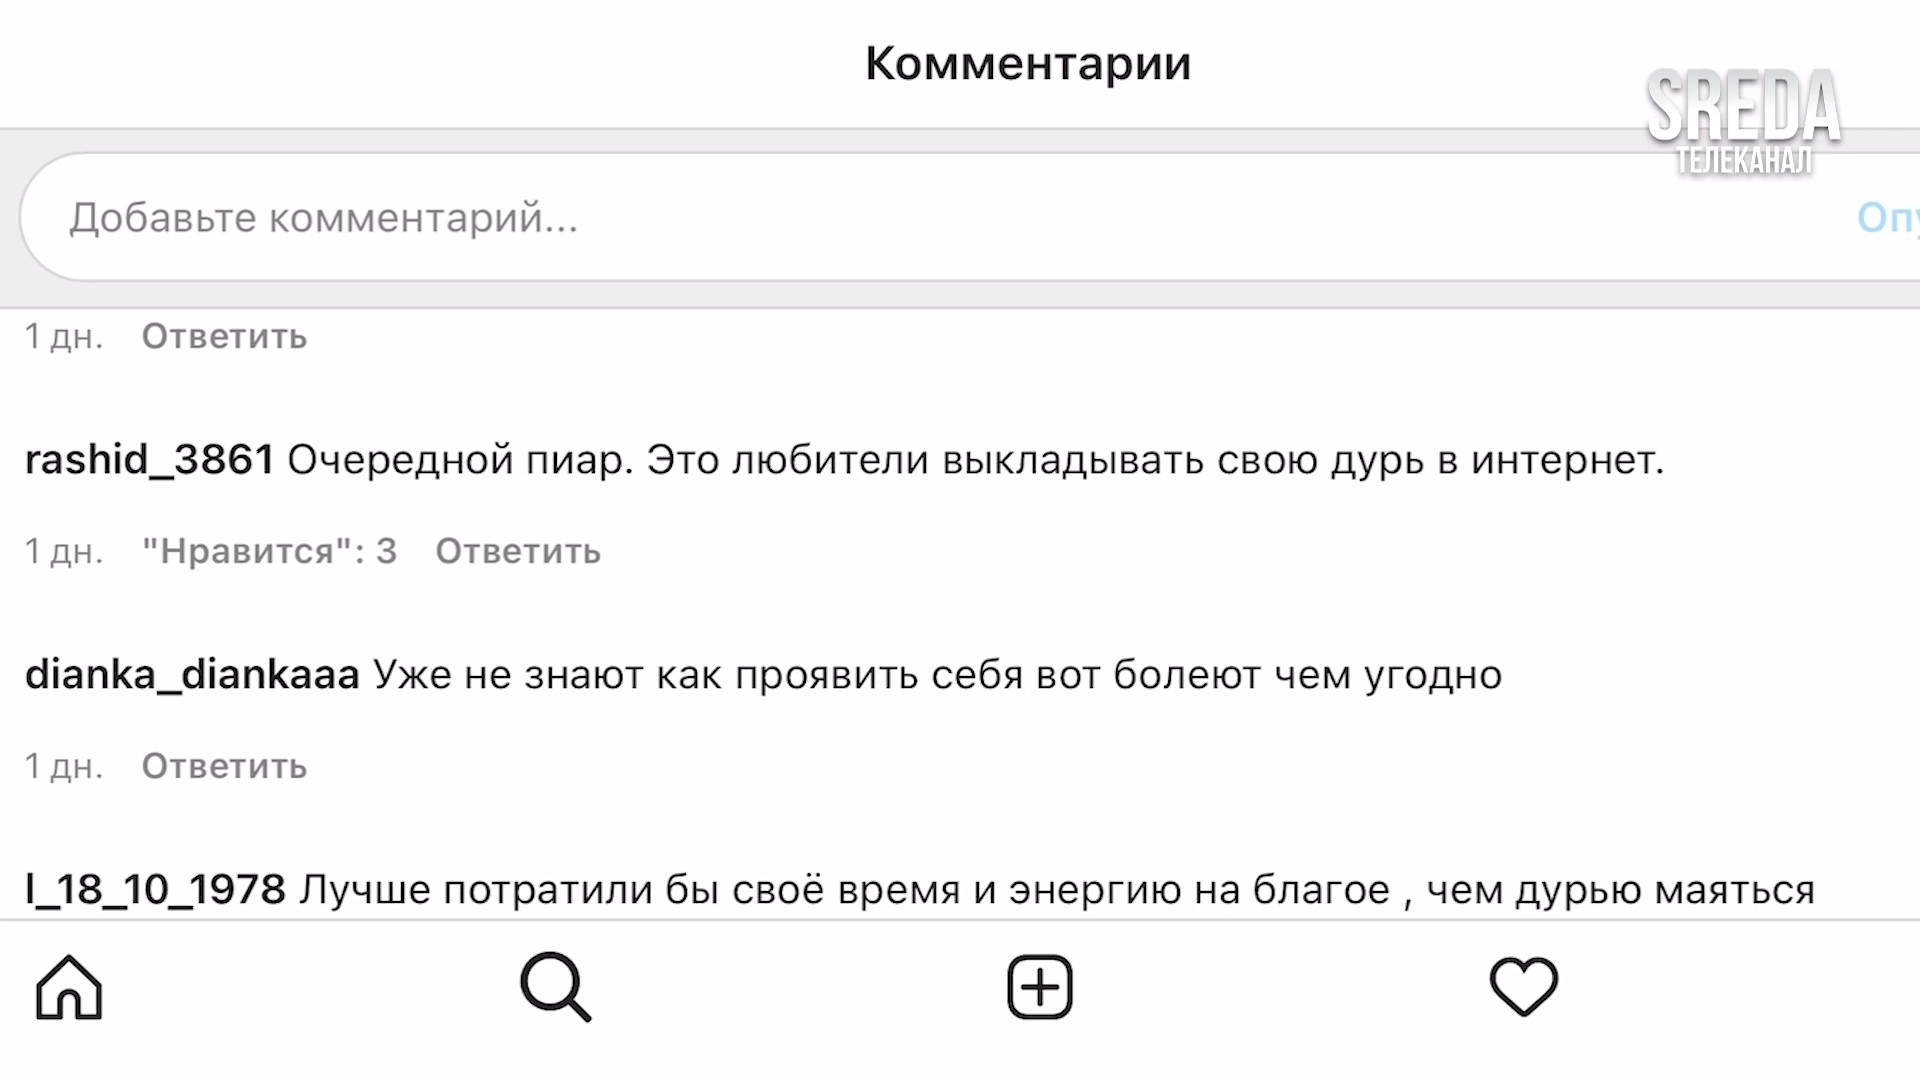 Комментарии
SREDA
ТЕЛЕКАНАЛ
Добавьте комментарий...
Опу
1 дн. Ответить
rashid_3861 Очередной пиар. Это любители выкладывать свою дурь в интернет.
1 дн. "Нравится": 3 Ответить
dianka_diankaaa Уже не знают как проявить себя вот болеют чем угодно
1 дн. Ответить
l_18_10_1978 Лучше потратили бы своё время и энергию на благое , чем дурью маяться